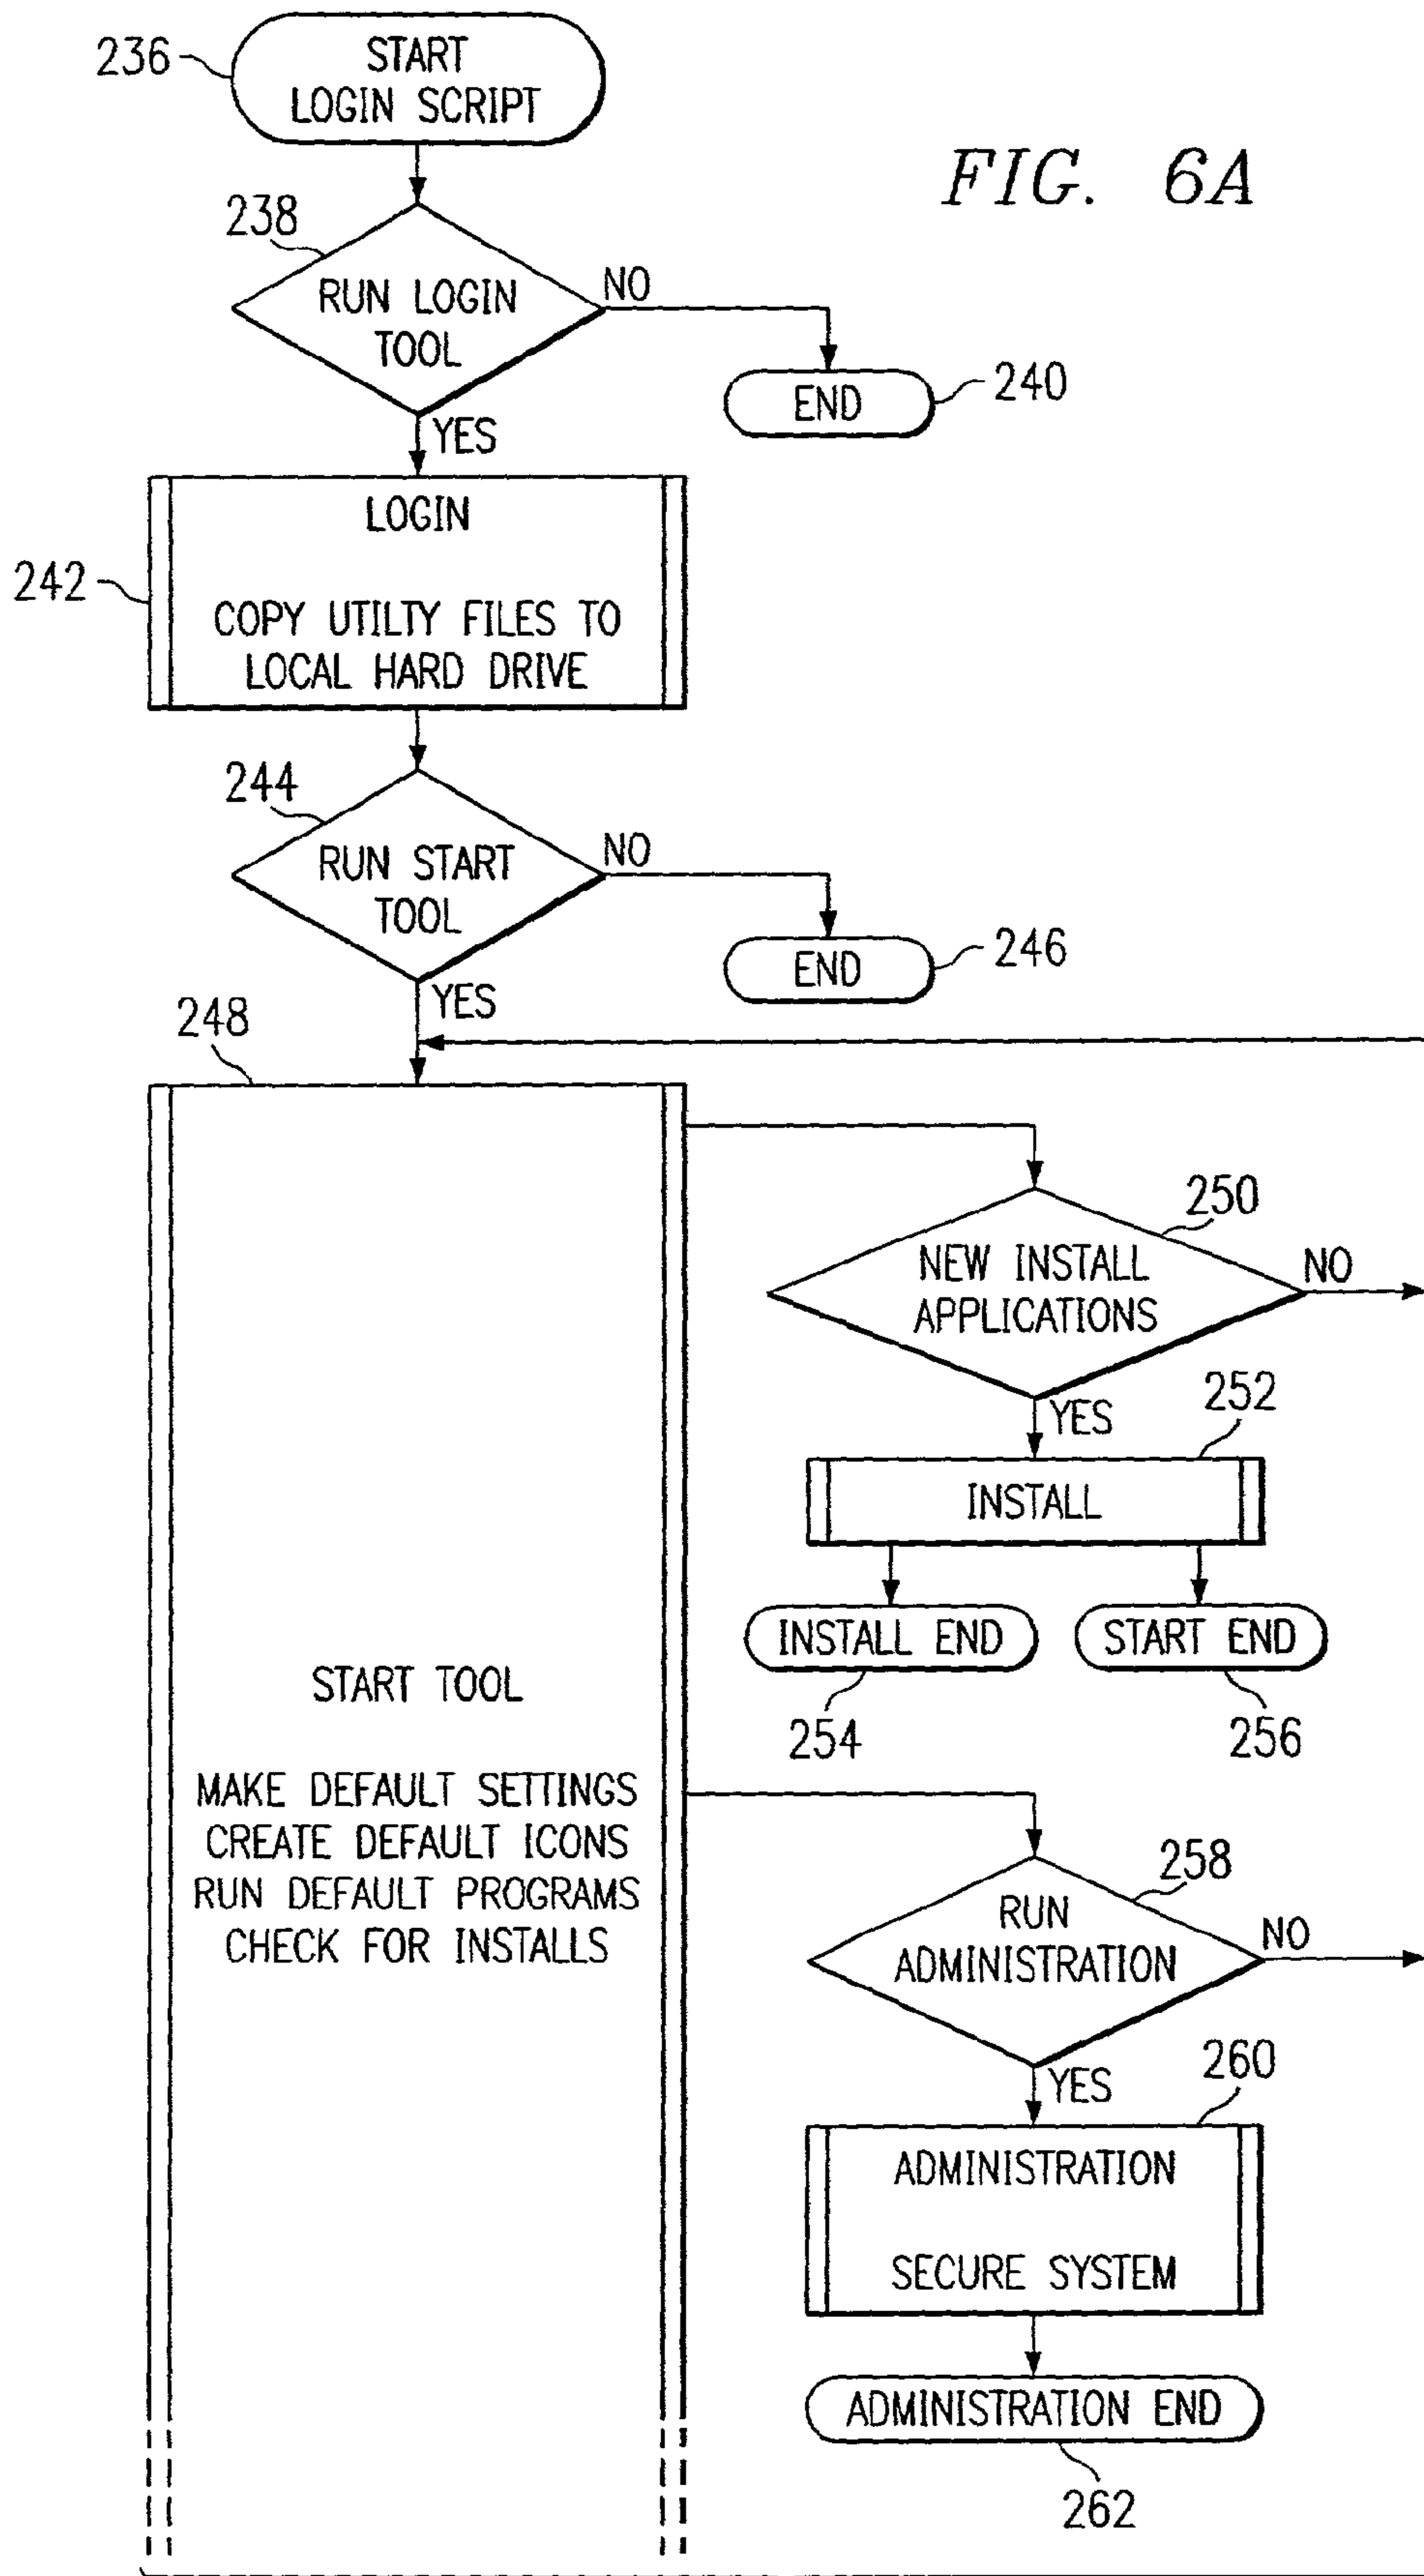 FIG. 6A
236
START
LOGIN SCRIPT
238
RUN LOGIN
TOOL
NO
END
240
YES
242
LOGIN
COPY UTILTY FILES TO
LOCAL HARD DRIVE
244
RUN START
TOOL
NO
END
246
YES
248
START TOOL
MAKE DEFAULT SETTINGS
CREATE DEFAULT ICONS
RUN DEFAULT PROGRAMS
CHECK FOR INSTALLS
250
NEW INSTALL
APPLICATIONS
NO
YES
252
INSTALL
INSTALL END
START END
254
256
258
RUN
ADMINISTRATION
NO
YES
260
ADMINISTRATION
SECURE SYSTEM
ADMINISTRATION END
262